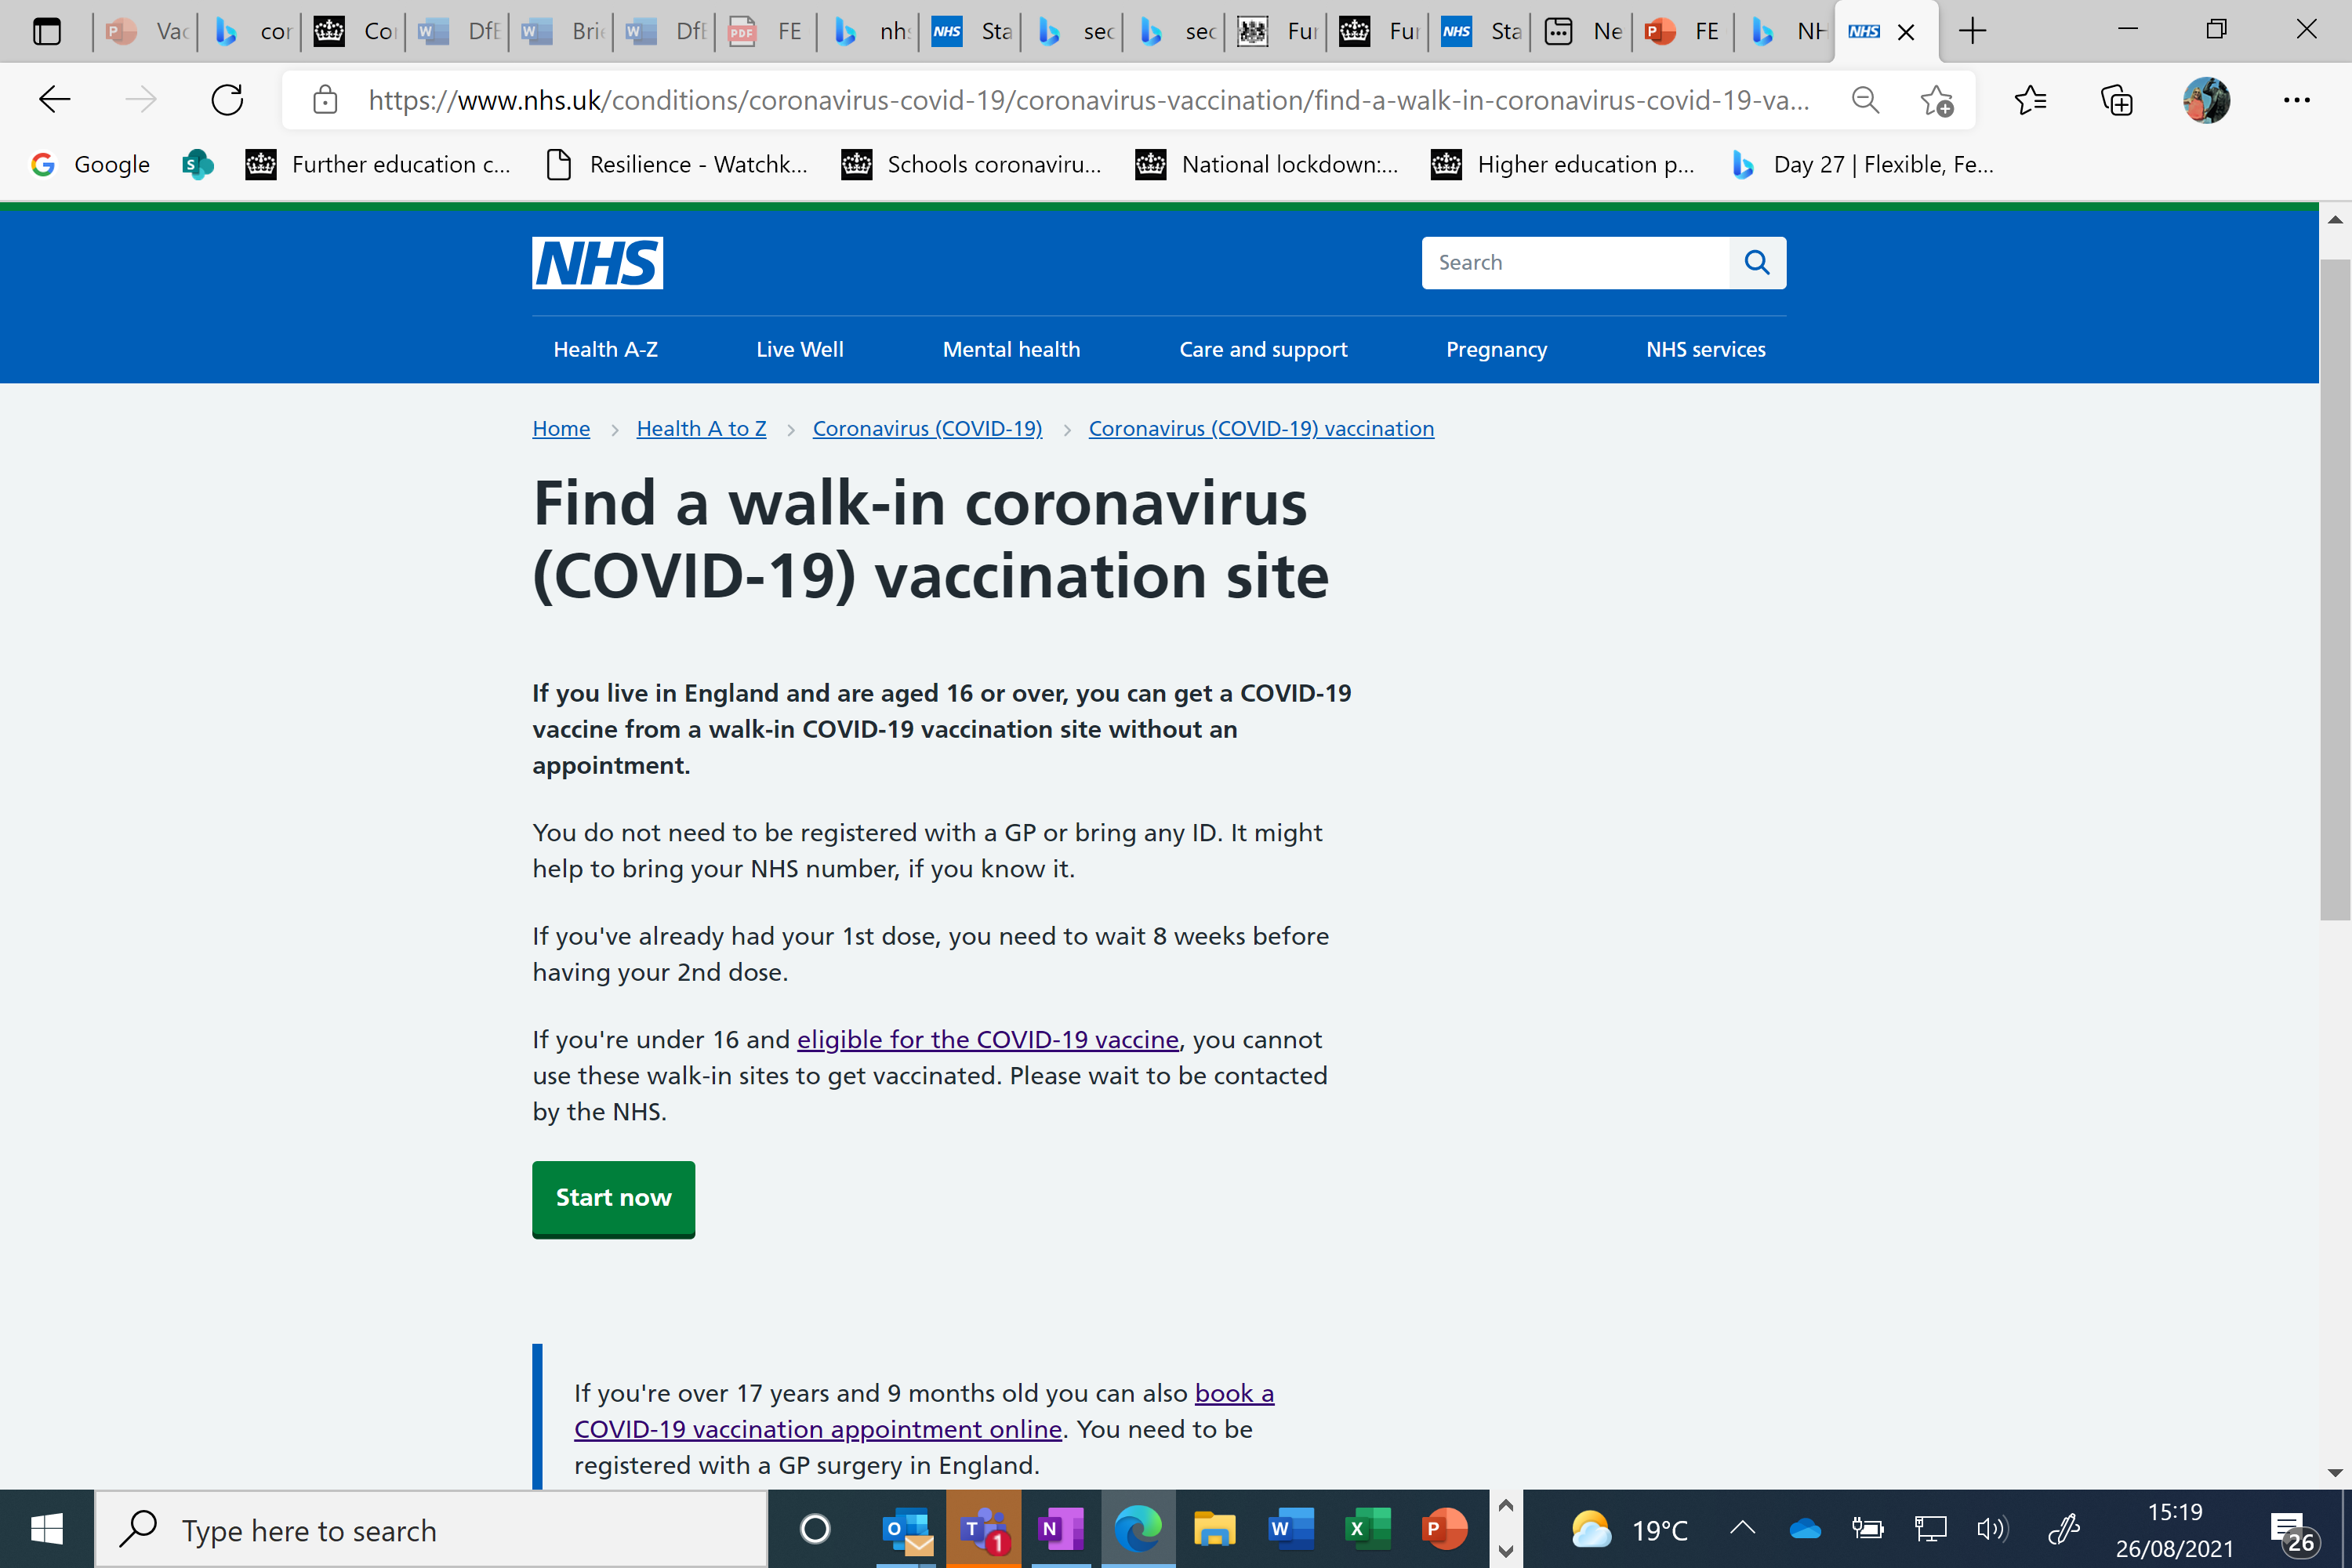 Vac cor Co DfE Brie DfE FE nhs NHS Sta sec sec Fur Fur NHS Sta Ne FE NH NHS
https://www.nhs.uk/conditions/coronavirus-covid-19/coronavirus-vaccination/find-a-walk-in-coronavirus-covid-19-va...
Google Further education c... Resilience - Watchk... Schools coronaviru... National lockdown:... Higher education p... Day 27 | Flexible, Fe...
NHS Search
Health A-Z Live Well Mental health Care and support Pregnancy NHS services
Home > Health A to Z > Coronavirus (COVID-19) > Coronavirus (COVID-19) vaccination
Find a walk-in coronavirus
(COVID-19) vaccination site
If you live in England and are aged 16 or over, you can get a COVID-19
vaccine from a walk-in COVID-19 vaccination site without an
appointment.
You do not need to be registered with a GP or bring any ID. It might
help to bring your NHS number, if you know it.
If you've already had your 1st dose, you need to wait 8 weeks before
having your 2nd dose.
If you're under 16 and eligible for the COVID-19 vaccine, you cannot
use these walk-in sites to get vaccinated. Please wait to be contacted
by the NHS.
Start now
If you're over 17 years and 9 months old you can also book a
COVID-19 vaccination appointment online. You need to be
registered with a GP surgery in England.
Type here to search 1 19°C 15:19
26/08/2021 26